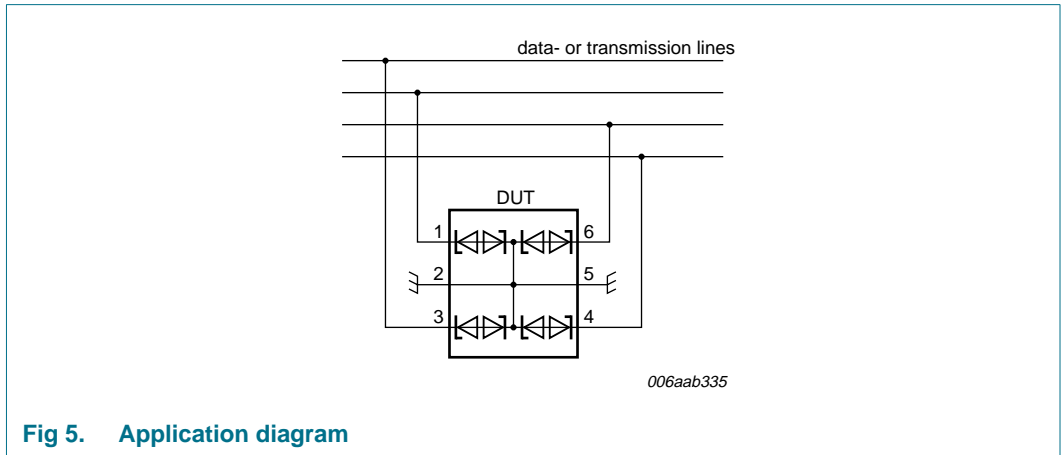 data- or transmission lines
DUT
1 6
2 5
3 4
006aab335
Fig 5. Application diagram